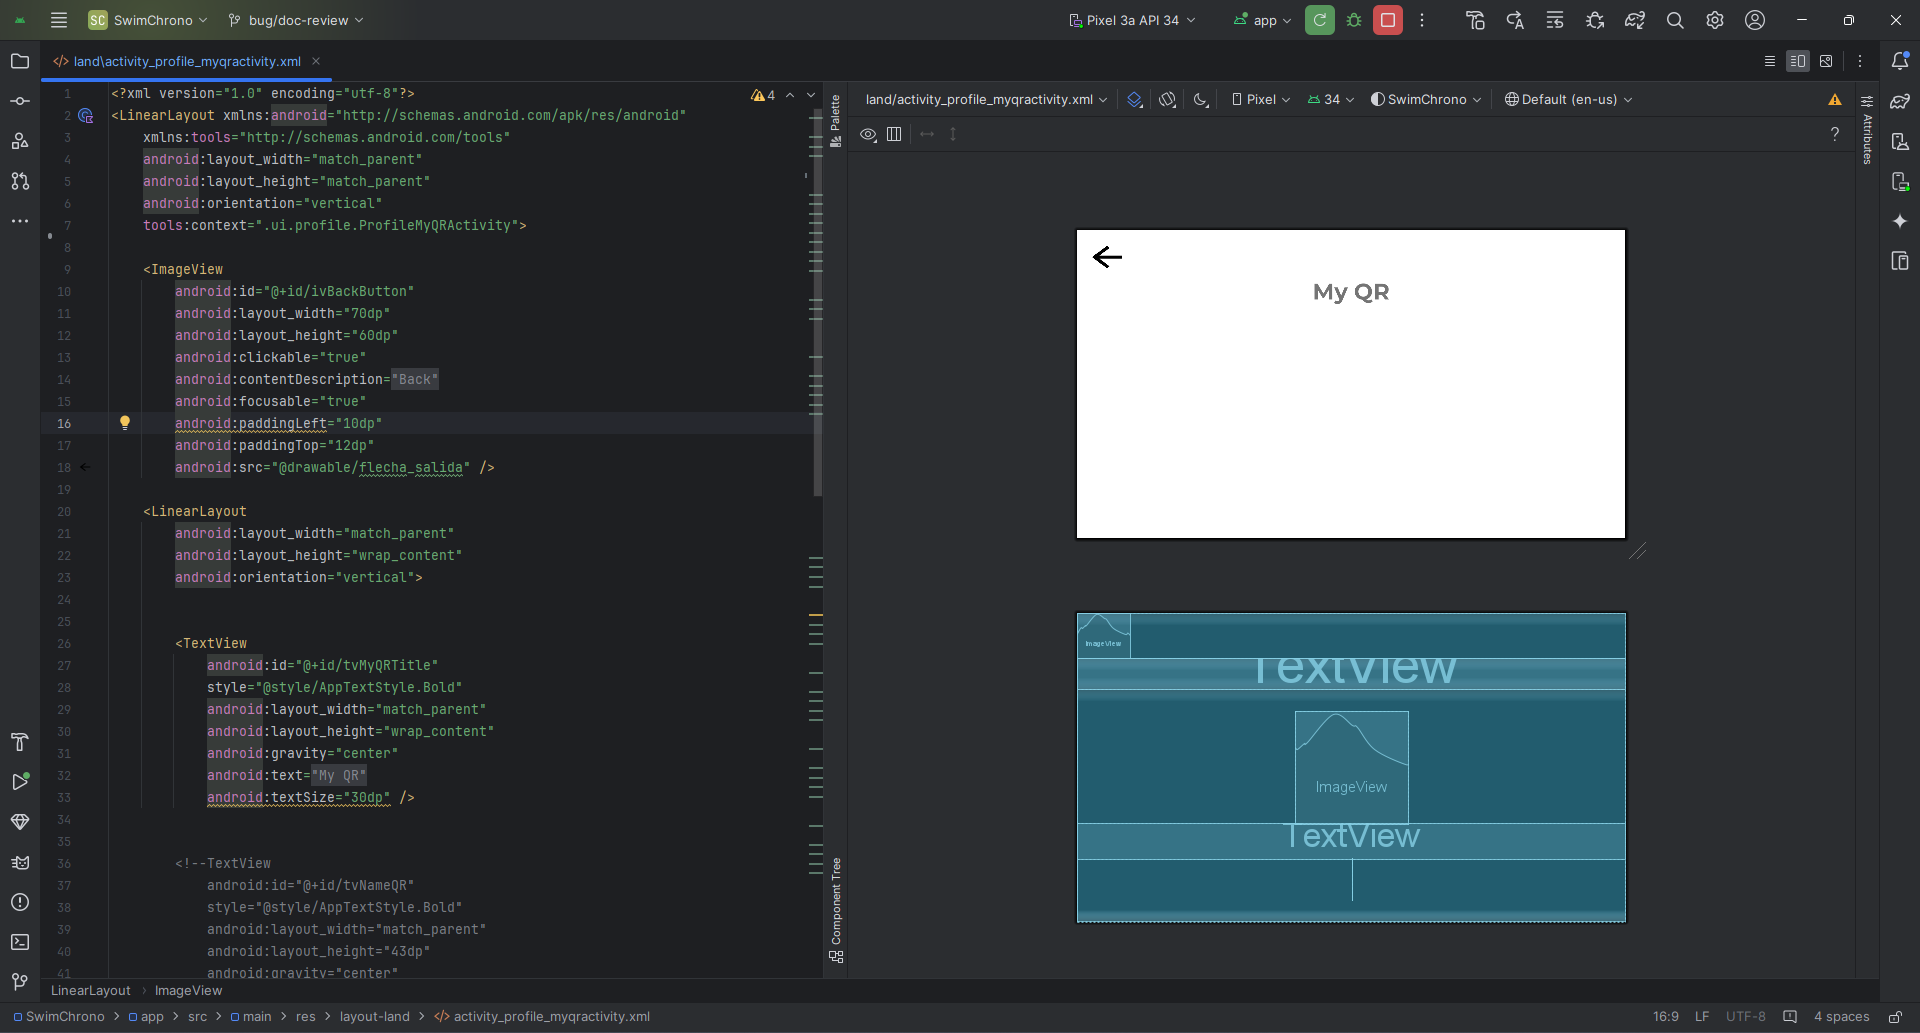 SC SwimChrono bug/doc-review Pixel 3a API 34 app
land\activity_profile_myqractivity.xml
1 <?xml version="1.0" encoding="utf-8"?>
2 <LinearLayout xmlns:android="http://schemas.android.com/apk/res/android"
3 xmlns:tools="http://schemas.android.com/tools"
4 android:layout_width="match_parent"
5 android:layout_height="match_parent"
6 android:orientation="vertical"
7 tools:context=".ui.profile.ProfileMyQRActivity">
8
9 <ImageView
10 android:id="@+id/ivBackButton"
11 android:layout_width="70dp"
12 android:layout_height="60dp"
13 android:clickable="true"
14 android:contentDescription="Back"
15 android:focusable="true"
16 android:paddingLeft="10dp"
17 android:paddingTop="12dp"
18 android:src="@drawable/flecha_salida" />
19
20 <LinearLayout
21 android:layout_width="match_parent"
22 android:layout_height="wrap_content"
23 android:orientation="vertical">
24
25
26 <TextView
27 android:id="@+id/tvMyQRTitle"
28 style="@style/AppTextStyle.Bold"
29 android:layout_width="match_parent"
30 android:layout_height="wrap_content"
31 android:gravity="center"
32 android:text="My QR"
33 android:textSize="30dp" />
34
35
36 <!--TextView
37 android:id="@+id/tvNameQR"
38 style="@style/AppTextStyle.Bold"
39 android:layout_width="match_parent"
40 android:layout_height="43dp"
41 android:gravity="center"
4
Palette
Component Tree
land/activity_profile_myqractivity.xml Pixel 34 SwimChrono Default (en-us)
?
Attributes
My QR
ImageView
TextView
ImageView
TextView
LinearLayout > ImageView
SwimChrono > app > src > main > res > layout-land > activity_profile_myqractivity.xml
16:9 LF UTF-8 4 spaces